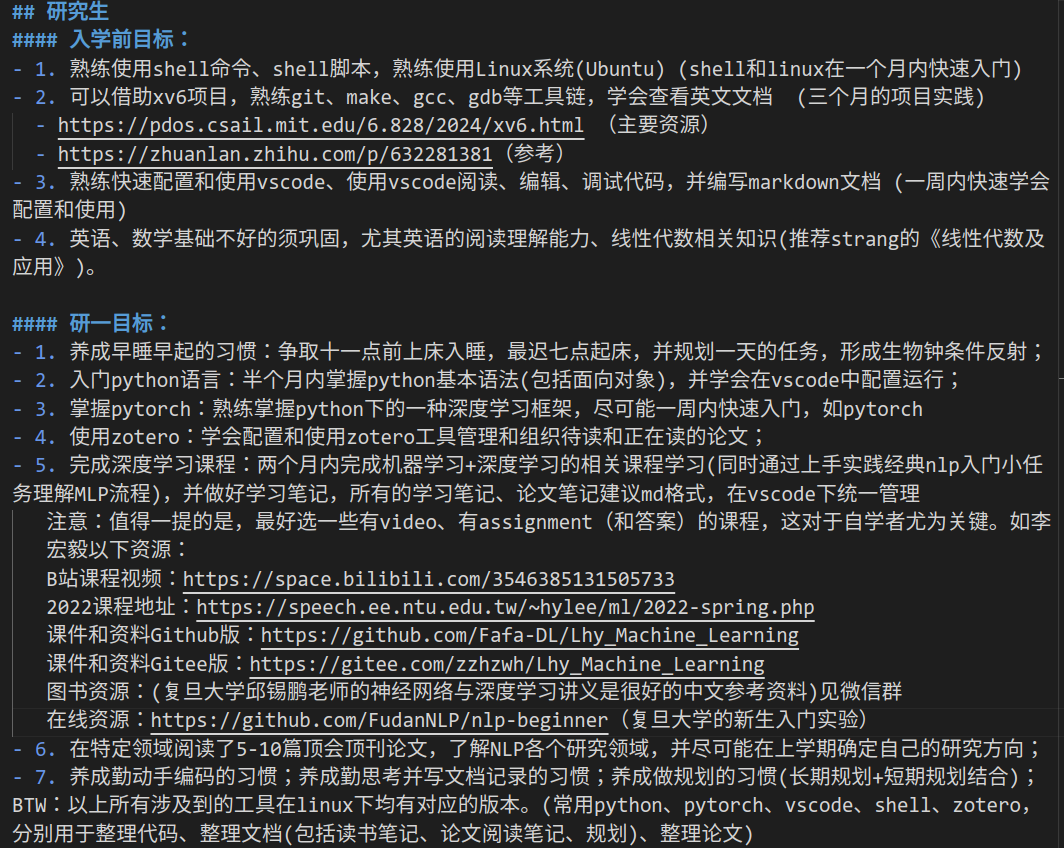 ## 研究生
#### 入学前目标：
- 1. 熟练使用shell命令、shell脚本，熟练使用Linux系统(Ubuntu) (shell和linux在一个月内快速入门)
- 2. 可以借助xv6项目，熟练git、make、gcc、gdb等工具链，学会查看英文文档 (三个月的项目实践)
- https://pdos.csail.mit.edu/6.828/2024/xv6.html （主要资源）
- https://zhuanlan.zhihu.com/p/632281381（参考）
- 3. 熟练快速配置和使用vscode、使用vscode阅读、编辑、调试代码，并编写markdown文档 (一周内快速学会
配置和使用)
- 4. 英语、数学基础不好的须巩固，尤其英语的阅读理解能力、线性代数相关知识(推荐strang的《线性代数及
应用》)。
#### 研一目标：
- 1. 养成早睡早起的习惯：争取十一点前上床入睡，最迟七点起床，并规划一天的任务，形成生物钟条件反射；
- 2. 入门python语言：半个月内掌握python基本语法(包括面向对象)，并学会在vscode中配置运行；
- 3. 掌握pytorch：熟练掌握python下的一种深度学习框架，尽可能一周内快速入门，如pytorch
- 4. 使用zotero：学会配置和使用zotero工具管理和组织待读和正在读的论文；
- 5. 完成深度学习课程：两个月内完成机器学习+深度学习的相关课程学习(同时通过上手实践经典nlp入门小任
务理解MLP流程)，并做好学习笔记，所有的学习笔记、论文笔记建议md格式，在vscode下统一管理
注意：值得一提的是，最好选一些有video、有assignment（和答案）的课程，这对于自学者尤为关键。如李
宏毅以下资源：
B站课程视频：https://space.bilibili.com/3546385131505733
2022课程地址：https://speech.ee.ntu.edu.tw/~hylee/ml/2022-spring.php
课件和资料Github版：https://github.com/Fafa-DL/Lhy_Machine_Learning
课件和资料Gitee版：https://gitee.com/zzhzwh/Lhy_Machine_Learning
图书资源：(复旦大学邱锡鹏老师的神经网络与深度学习讲义是很好的中文参考资料)见微信群
在线资源：https://github.com/FudanNLP/nlp-beginner（复旦大学的新生入门实验）
- 6. 在特定领域阅读了5-10篇顶会顶刊论文，了解NLP各个研究领域，并尽可能在上学期确定自己的研究方向；
- 7. 养成勤动手编码的习惯；养成勤思考并写文档记录的习惯；养成做规划的习惯(长期规划+短期规划结合)；
BTW：以上所有涉及到的工具在linux下均有对应的版本。(常用python、pytorch、vscode、shell、zotero，
分别用于整理代码、整理文档(包括读书笔记、论文阅读笔记、规划)、整理论文)